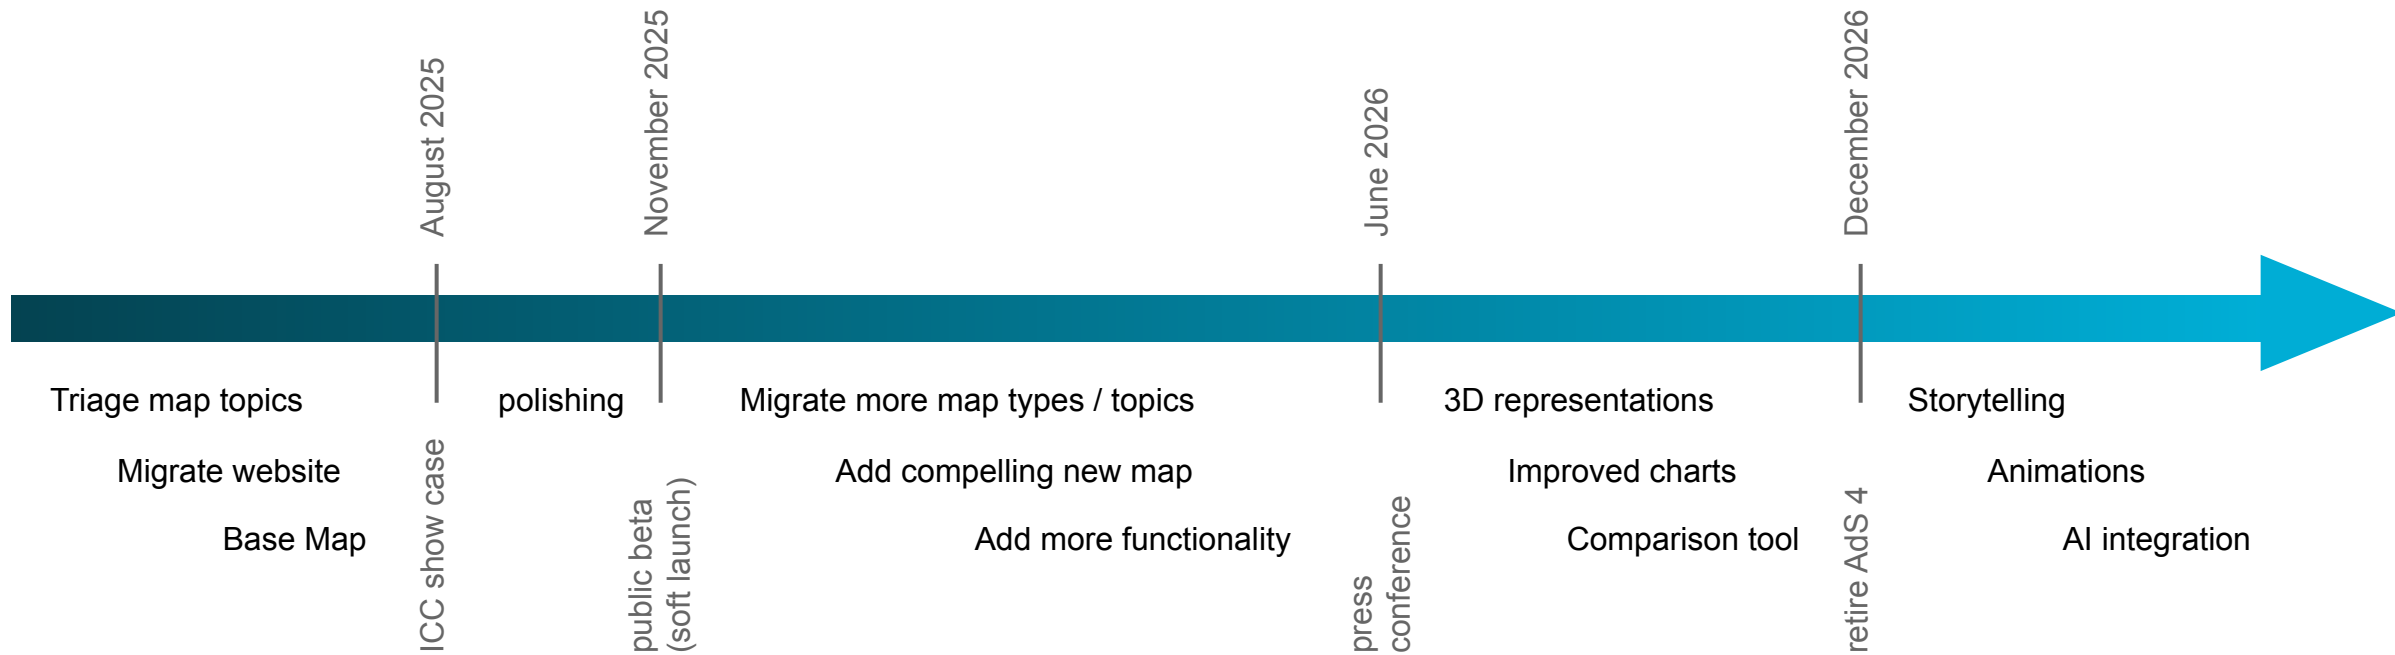 August 2025
November 2025
June 2026
December 2026
Triage map topics
polishing
Migrate more map types / topics
3D representations
Storytelling
Migrate website
Add compelling new map
Improved charts
Animations
Base Map
Add more functionality
Comparison tool
AI integration
ICC show case
public beta
(soft launch)
press
conference
retire AdS 4